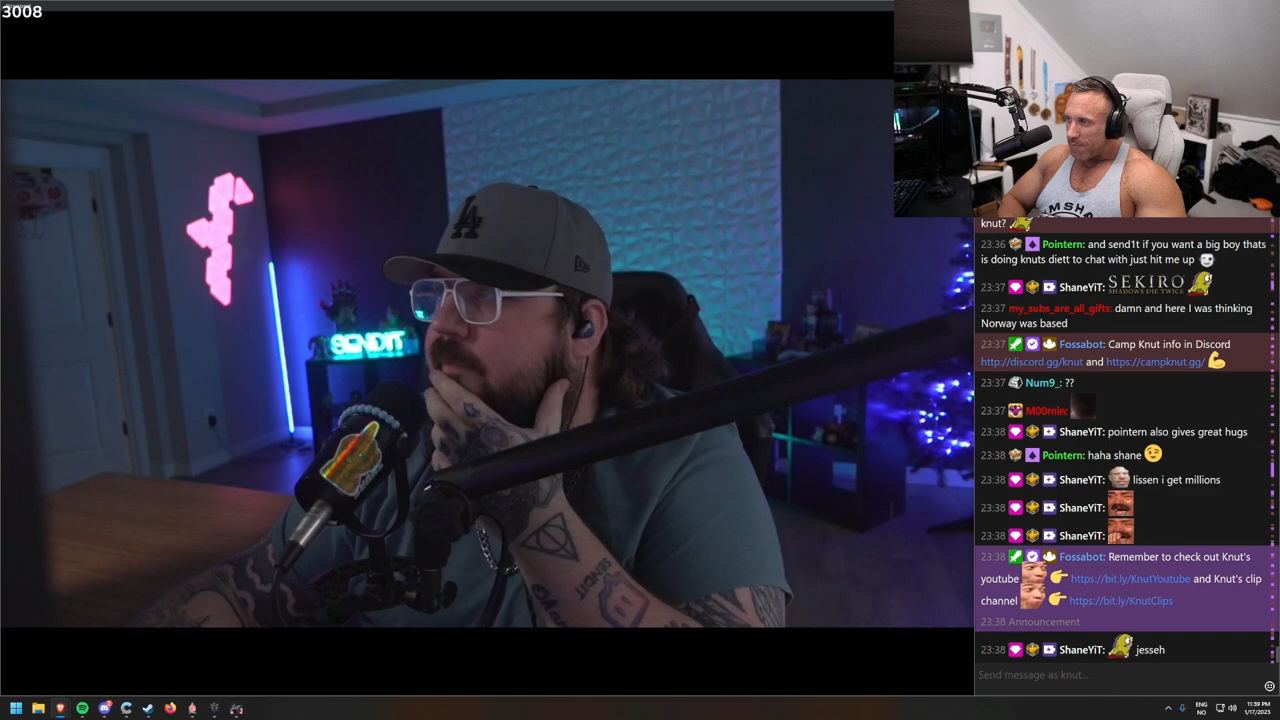 3008
LA
SENDIT
knut?
23:36 Pointern: and send1t if you want a big boy thats
is doing knuts diett to chat with just hit me up
23:37 ShaneYiT: SEKIRO
SHADOWS DIE TWICE
23:37 my_subs_are_all_gifts: damn and here I was thinking
Norway was based
23:37 Fossabot: Camp Knut info in Discord
http://discord.gg/knut and https://campknut.gg/
23:37 Num9_: ??
23:37 M00min:
23:38 ShaneYiT: pointern also gives great hugs
23:38 Pointern: haha shane
23:38 ShaneYiT: lissen i get millions
23:38 ShaneYiT:
23:38 ShaneYiT:
23:38 Fossabot: Remember to check out Knut's
youtube https://bit.ly/KnutYoutube and Knut's clip
channel https://bit.ly/KnutClips
23:38 Announcement
23:38 ShaneYiT: jesseh
Send message as knut...
ENG
NO
11:39 PM
1/17/2023